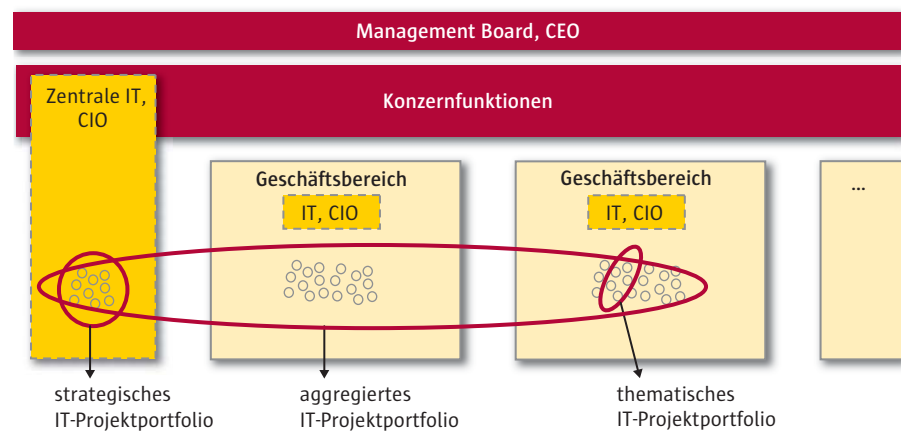 Management Board, CEO
Zentrale IT,
CIO
Konzernfunktionen
Geschäftsbereich
IT, CIO
Geschäftsbereich
IT, CIO
...
strategisches
IT-Projektportfolio
aggregiertes
IT-Projektportfolio
thematisches
IT-Projektportfolio